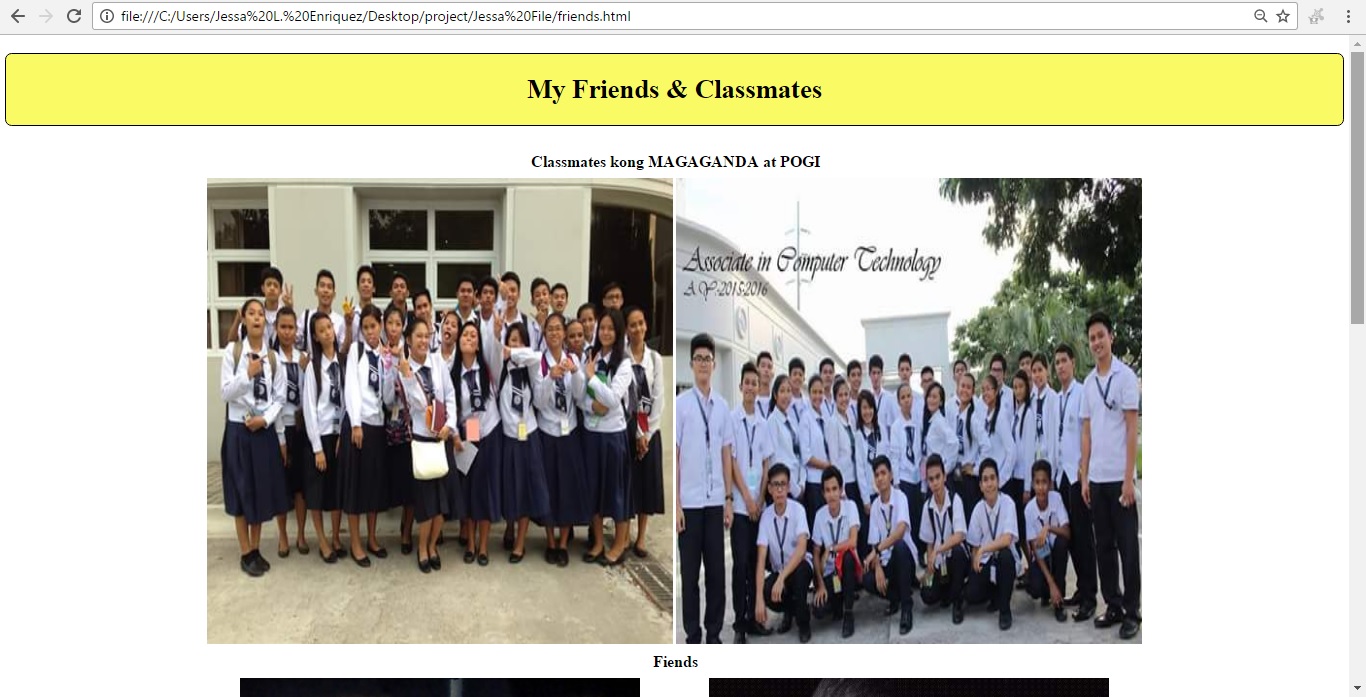 file:///C:/Users/Jessa%20L.%20Enriquez/Desktop/project/Jessa%20File/friends.html
My Friends & Classmates
Classmates kong MAGAGANDA at POGI
Associate in Computer Technology
A.Y-2015-2016
Fiends